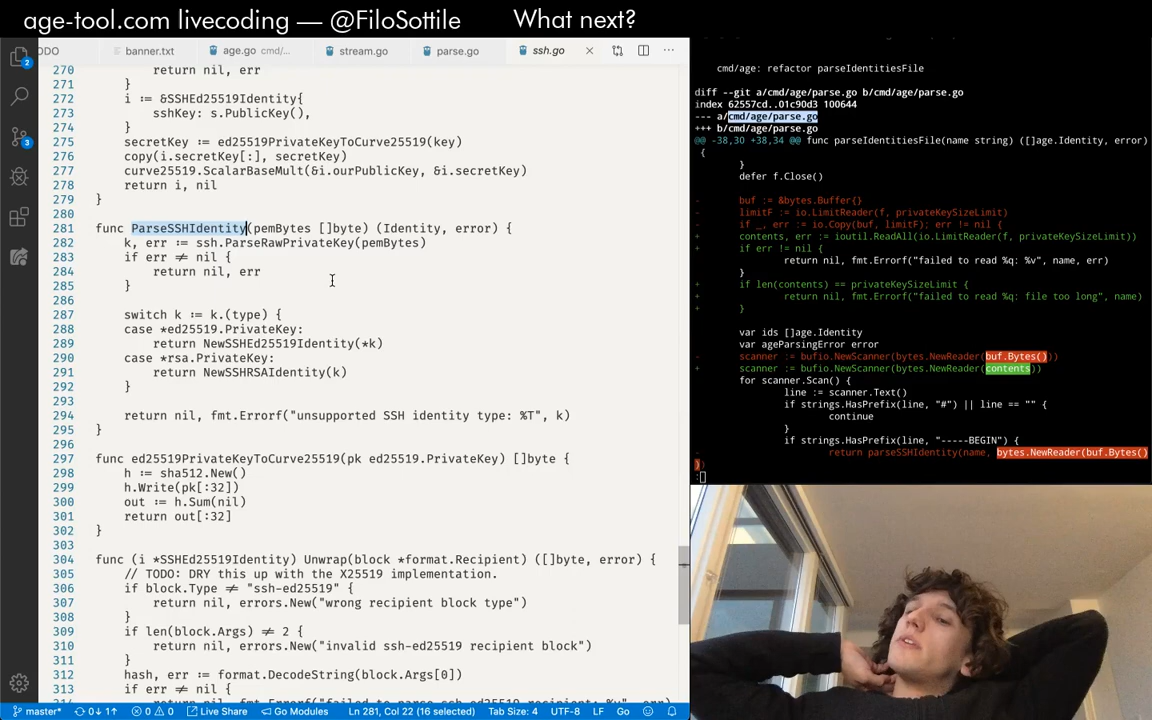 age-tool.com livecoding — @FiloSottile
What next?
ODO
banner.txt
age.go cmd/...
stream.go
parse.go
ssh.go
270 return nil, err
271 }
272 i := &SSHEd25519Identity{
273 sshKey: s.PublicKey(),
274 }
275 secretKey := ed25519PrivateKeyToCurve25519(key)
276 copy(i.secretKey[:], secretKey)
277 curve25519.ScalarBaseMult(&i.ourPublicKey, &i.secretKey)
278 return i, nil
279 }
280
281 func ParseSSHIdentity(pemBytes []byte) (Identity, error) {
282 k, err := ssh.ParseRawPrivateKey(pemBytes)
283 if err ≠ nil {
284 return nil, err
285 }
286
287 switch k := k.(type) {
288 case *ed25519.PrivateKey:
289 return NewSSHEd25519Identity(*k)
290 case *rsa.PrivateKey:
291 return NewSSHRSAIdentity(k)
292 }
293
294 return nil, fmt.Errorf("unsupported SSH identity type: %T", k)
295 }
296
297 func ed25519PrivateKeyToCurve25519(pk ed25519.PrivateKey) []byte {
298 h := sha512.New()
299 h.Write(pk[:32])
300 out := h.Sum(nil)
301 return out[:32]
302 }
303
304 func (i *SSHEd25519Identity) Unwrap(block *format.Recipient) ([]byte, error) {
305 // TODO: DRY this up with the X25519 implementation.
306 if block.Type ≠ "ssh-ed25519" {
307 return nil, errors.New("wrong recipient block type")
308 }
309 if len(block.Args) ≠ 2 {
310 return nil, errors.New("invalid ssh-ed25519 recipient block")
311 }
312 hash, err := format.DecodeString(block.Args[0])
313 if err ≠ nil {
2
3
master*
0↓ 1↑
0 0
Live Share
Go Modules
Ln 281, Col 22 (16 selected)
Tab Size: 4
UTF-8
LF
Go
cmd/age: refactor parseIdentitiesFile
diff --git a/cmd/age/parse.go b/cmd/age/parse.go
index 62557cd..01c90d3 100644
--- a/cmd/age/parse.go
+++ b/cmd/age/parse.go
@@ -38,30 +38,34 @@ func parseIdentitiesFile(name string) ([]age.Identity, error)
{
}
defer f.Close()
- buf := &bytes.Buffer{}
- limitF := io.LimitReader(f, privateKeySizeLimit)
- if _, err := io.Copy(buf, limitF); err != nil {
+ contents, err := ioutil.ReadAll(io.LimitReader(f, privateKeySizeLimit))
+ if err != nil {
return nil, fmt.Errorf("failed to read %q: %v", name, err)
}
+ if len(contents) == privateKeySizeLimit {
+ return nil, fmt.Errorf("failed to read %q: file too long", name)
+ }
var ids []age.Identity
var ageParsingError error
- scanner := bufio.NewScanner(bytes.NewReader(buf.Bytes()))
+ scanner := bufio.NewScanner(bytes.NewReader(contents))
for scanner.Scan() {
line := scanner.Text()
if strings.HasPrefix(line, "#") || line == "" {
continue
}
if strings.HasPrefix(line, "-----BEGIN") {
- return parseSSHIdentity(name, bytes.NewReader(buf.Bytes()
))
: